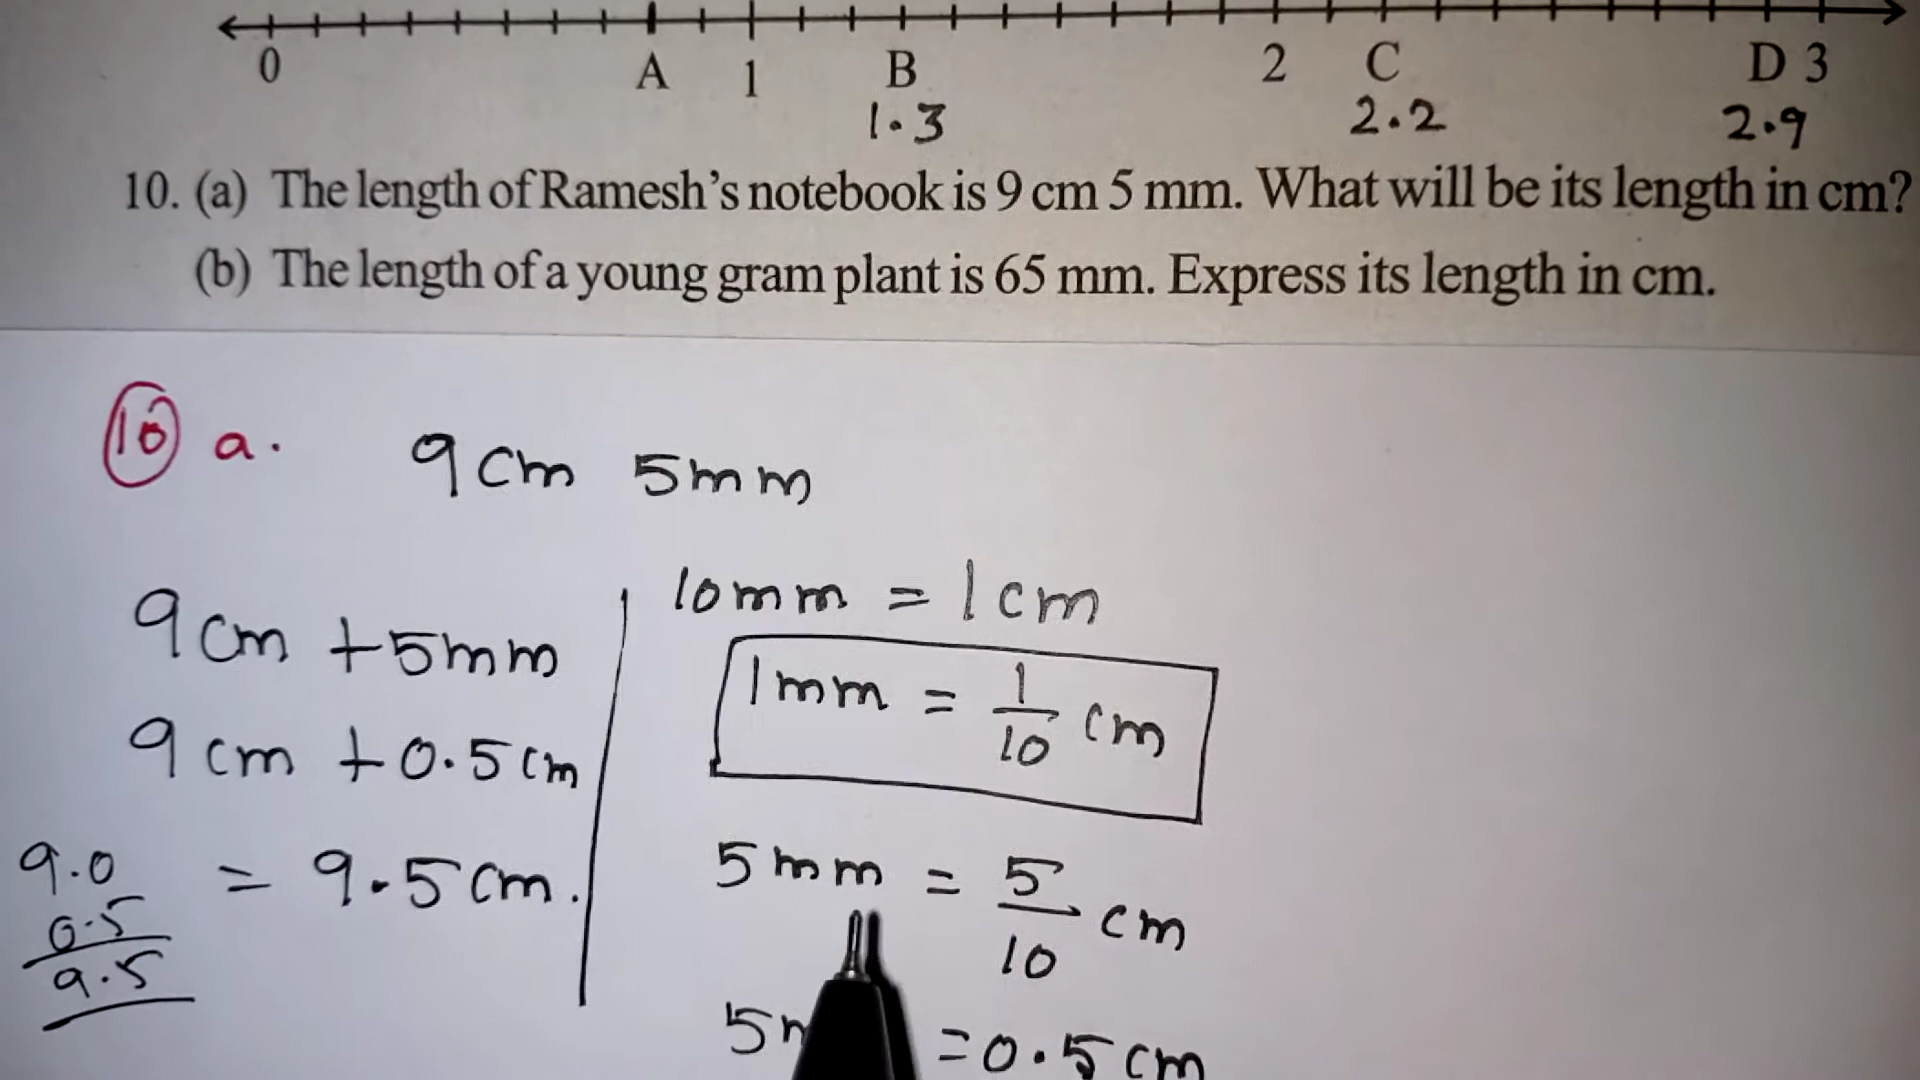 0 A 1 B 2 C D 3
1.3 2.2 2.9
10. (a) The length of Ramesh's notebook is 9 cm 5 mm. What will be its length in cm?
(b) The length of a young gram plant is 65 mm. Express its length in cm.
10 a. 9cm 5mm
9cm +5mm
9cm +0.5cm
= 9.5cm.
9.0
0.5
9.5
10mm = 1cm
1mm = 1/10 cm
5mm = 5/10 cm
=0.5cm